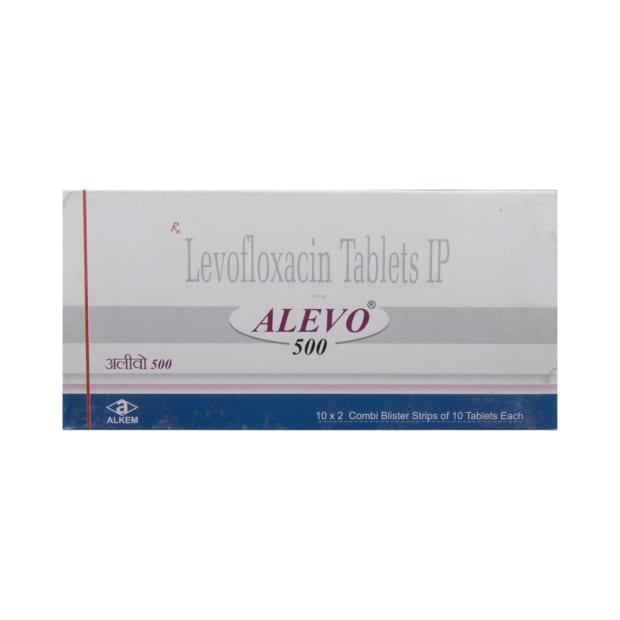 Rx
Levofloxacin Tablets IP
ALEVO®
500
अलीवो 500
ALKEM
10 x 2 Combi Blister Strips of 10 Tablets Each